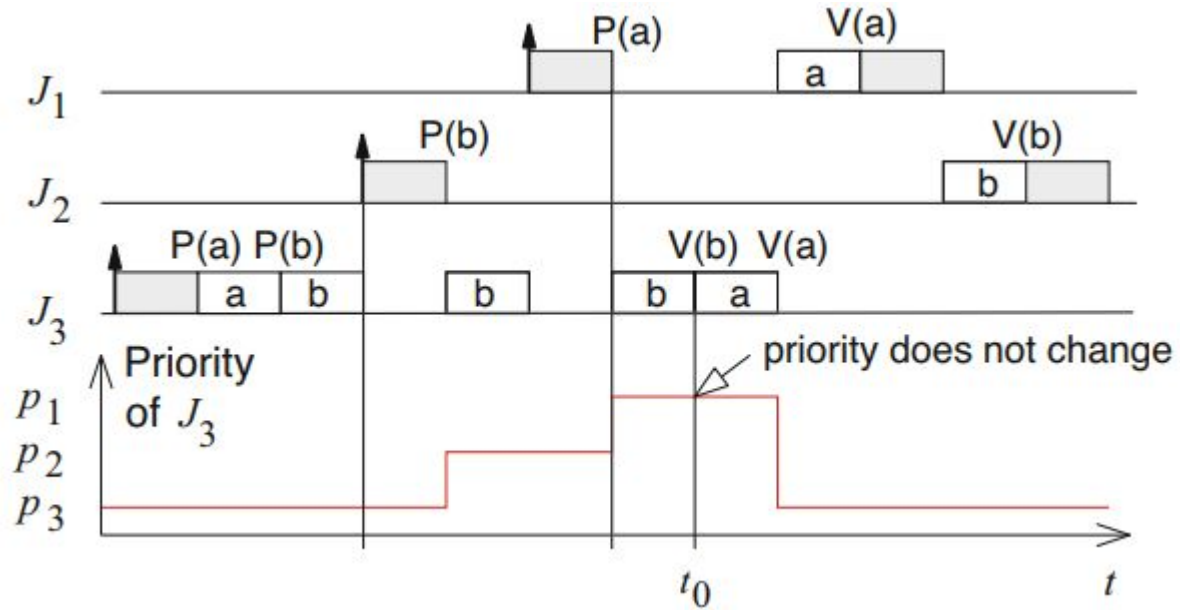 P(a) V(a)
J1 a
P(b) V(b)
J2 b
P(a) P(b) V(b) V(a)
J3 a b b b a
Priority
of J3
priority does not change
p1
p2
p3
t0 t